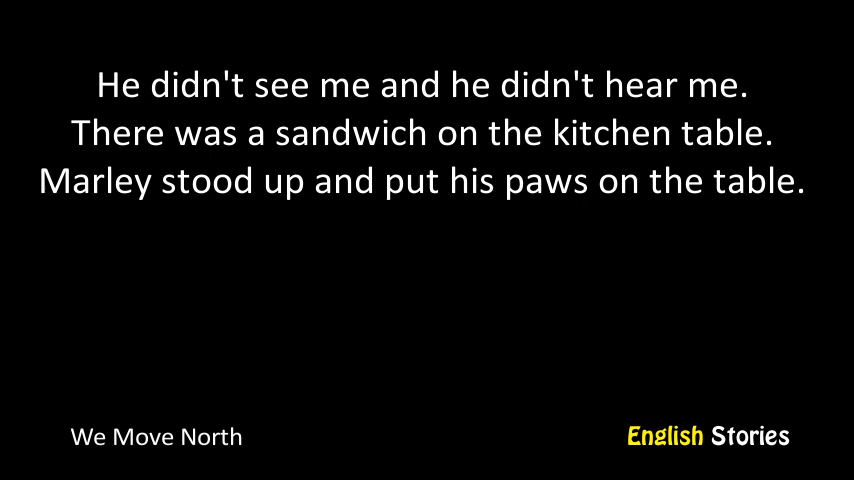 He didn't see me and he didn't hear me.
There was a sandwich on the kitchen table.
Marley stood up and put his paws on the table.
We Move North
English Stories